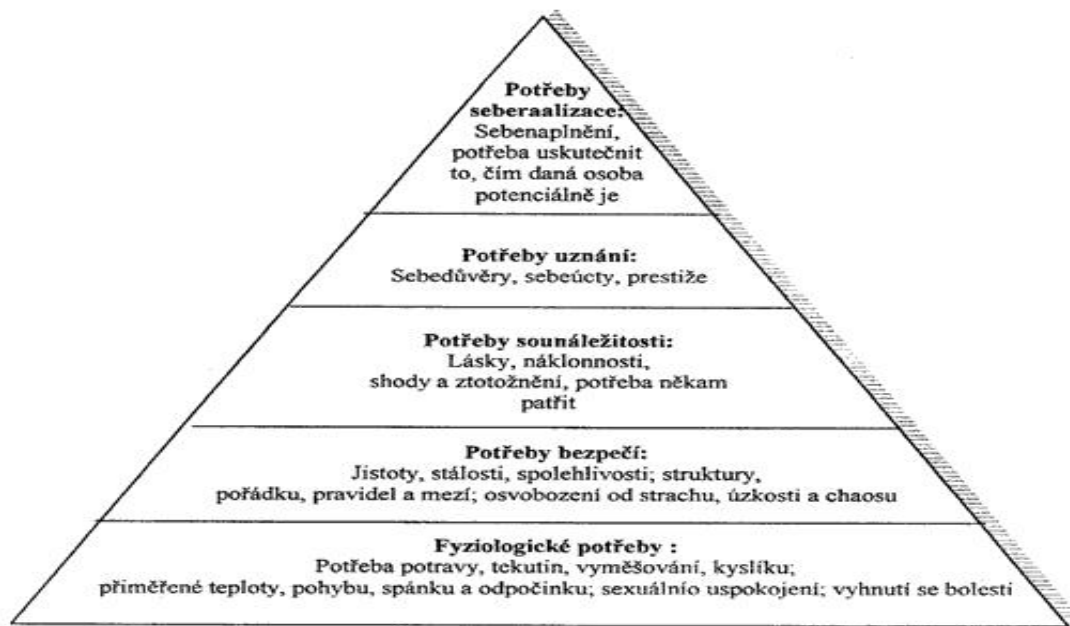 Potřeby
seberaalizace:
Sebenaplnění,
potřeba uskutečnit
to, čím daná osoba
potenciálně je
Potřeby uznání:
Sebedůvěry, sebeúcty, prestiže
Potřeby sounáležitosti:
Lásky, náklonnosti,
shody a ztotožnění, potřeba někam
patřit
Potřeby bezpečí:
Jistoty, stálosti, spolehlivosti; struktury,
pořádku, pravidel a mezí; osvobození od strachu, úzkosti a chaosu
Fyziologické potřeby :
Potřeba potravy, tekutin, vyměšování, kyslíku;
přiměřené teploty, pohybu, spánku a odpočinku; sexuálnío uspokojení; vyhnutí se bolesti